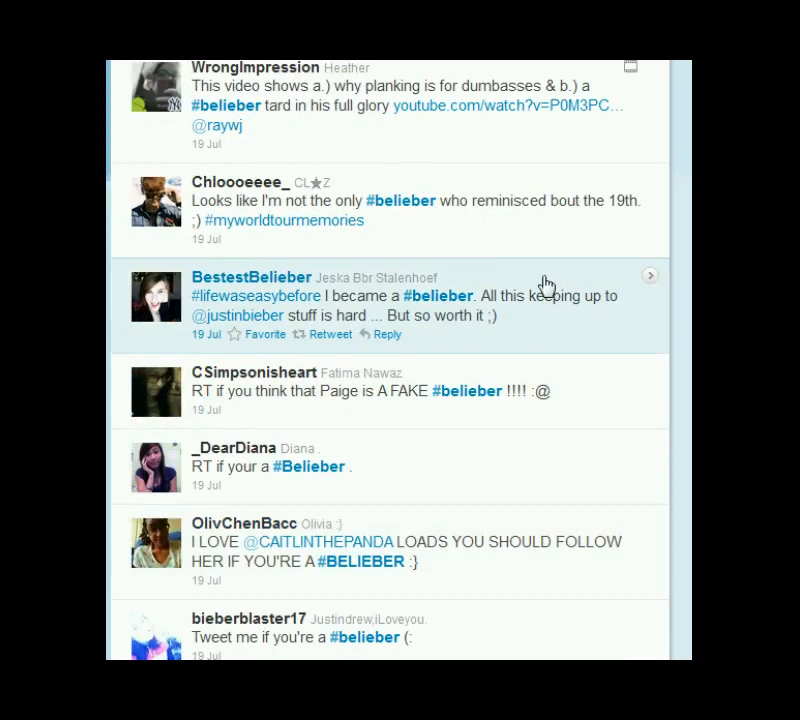 WrongImpression Heather
This video shows a.) why planking is for dumbasses & b.) a
#belieber tard in his full glory youtube.com/watch?v=P0M3PC...
@raywj
19 Jul
Chloooeeee_ CL★Z
Looks like I'm not the only #belieber who reminisced bout the 19th.
;) #myworldtourmemories
19 Jul
BestestBelieber Jeska Bbr Stalenhoef
#lifewaseasybefore I became a #belieber. All this keeping up to
@justinbieber stuff is hard ... But so worth it ;)
19 Jul Favorite Retweet Reply
CSimpsonisheart Fatima Nawaz
RT if you think that Paige is A FAKE #belieber !!!! :@
19 Jul
_DearDiana Diana .
RT if your a #Belieber .
19 Jul
OlivChenBacc Olivia :}
I LOVE @CAITLINTHEPANDA LOADS YOU SHOULD FOLLOW
HER IF YOU'RE A #BELIEBER :}
19 Jul
bieberblaster17 Justindrew,iLoveyou.
Tweet me if you're a #belieber (:
19 Jul